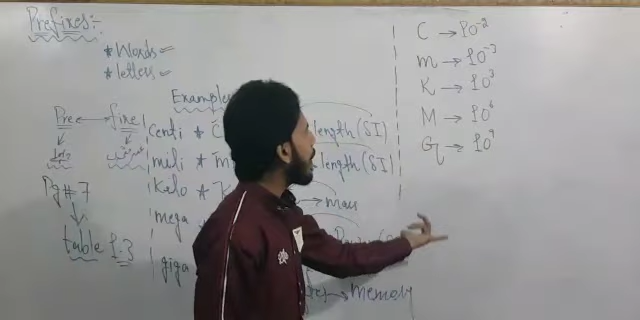 Prefixes:-
* Words =
* letters =
Examples
Pre fixe
Pg # 7
table 1.3
centi * C length (SI)
mili * m length (SI)
Kelo * K → mass
mega *
giga → Memory
C → 10⁻²
m → 10⁻³
K → 10³
M → 10⁶
G → 10⁹